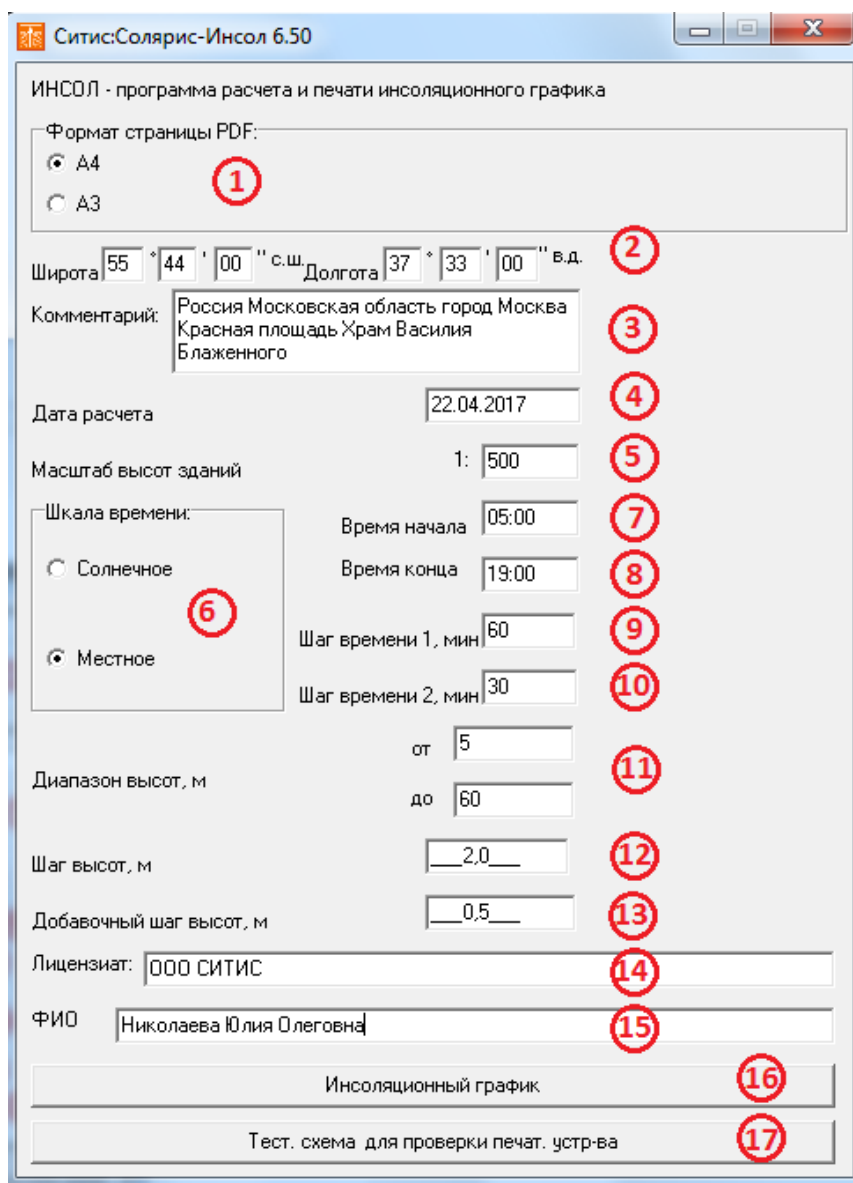 Ситис:Солярис-Инсол 6.50
ИНСОЛ - программа расчета и печати инсоляционного графика
Формат страницы PDF:
А4
1
А3
Широта 55 ° 44 ' 00 " с.ш. Долгота 37 ° 33 ' 00 " в.д. 2
Комментарий: Россия Московская область город Москва
Красная площадь Храм Василия
Блаженного
3
Дата расчета 22.04.2017 4
Масштаб высот зданий 1: 500 5
Шкала времени:
Солнечное
6
Местное
Время начала 05:00 7
Время конца 19:00 8
Шаг времени 1, мин 60 9
Шаг времени 2, мин 30 10
Диапазон высот, м
от 5
до 60
11
Шаг высот, м ___2,0___ 12
Добавочный шаг высот, м ___0,5___ 13
Лицензиат: ООО СИТИС 14
ФИО Николаева Юлия Олеговна 15
Инсоляционный график 16
Тест. схема для проверки печат. устр-ва 17